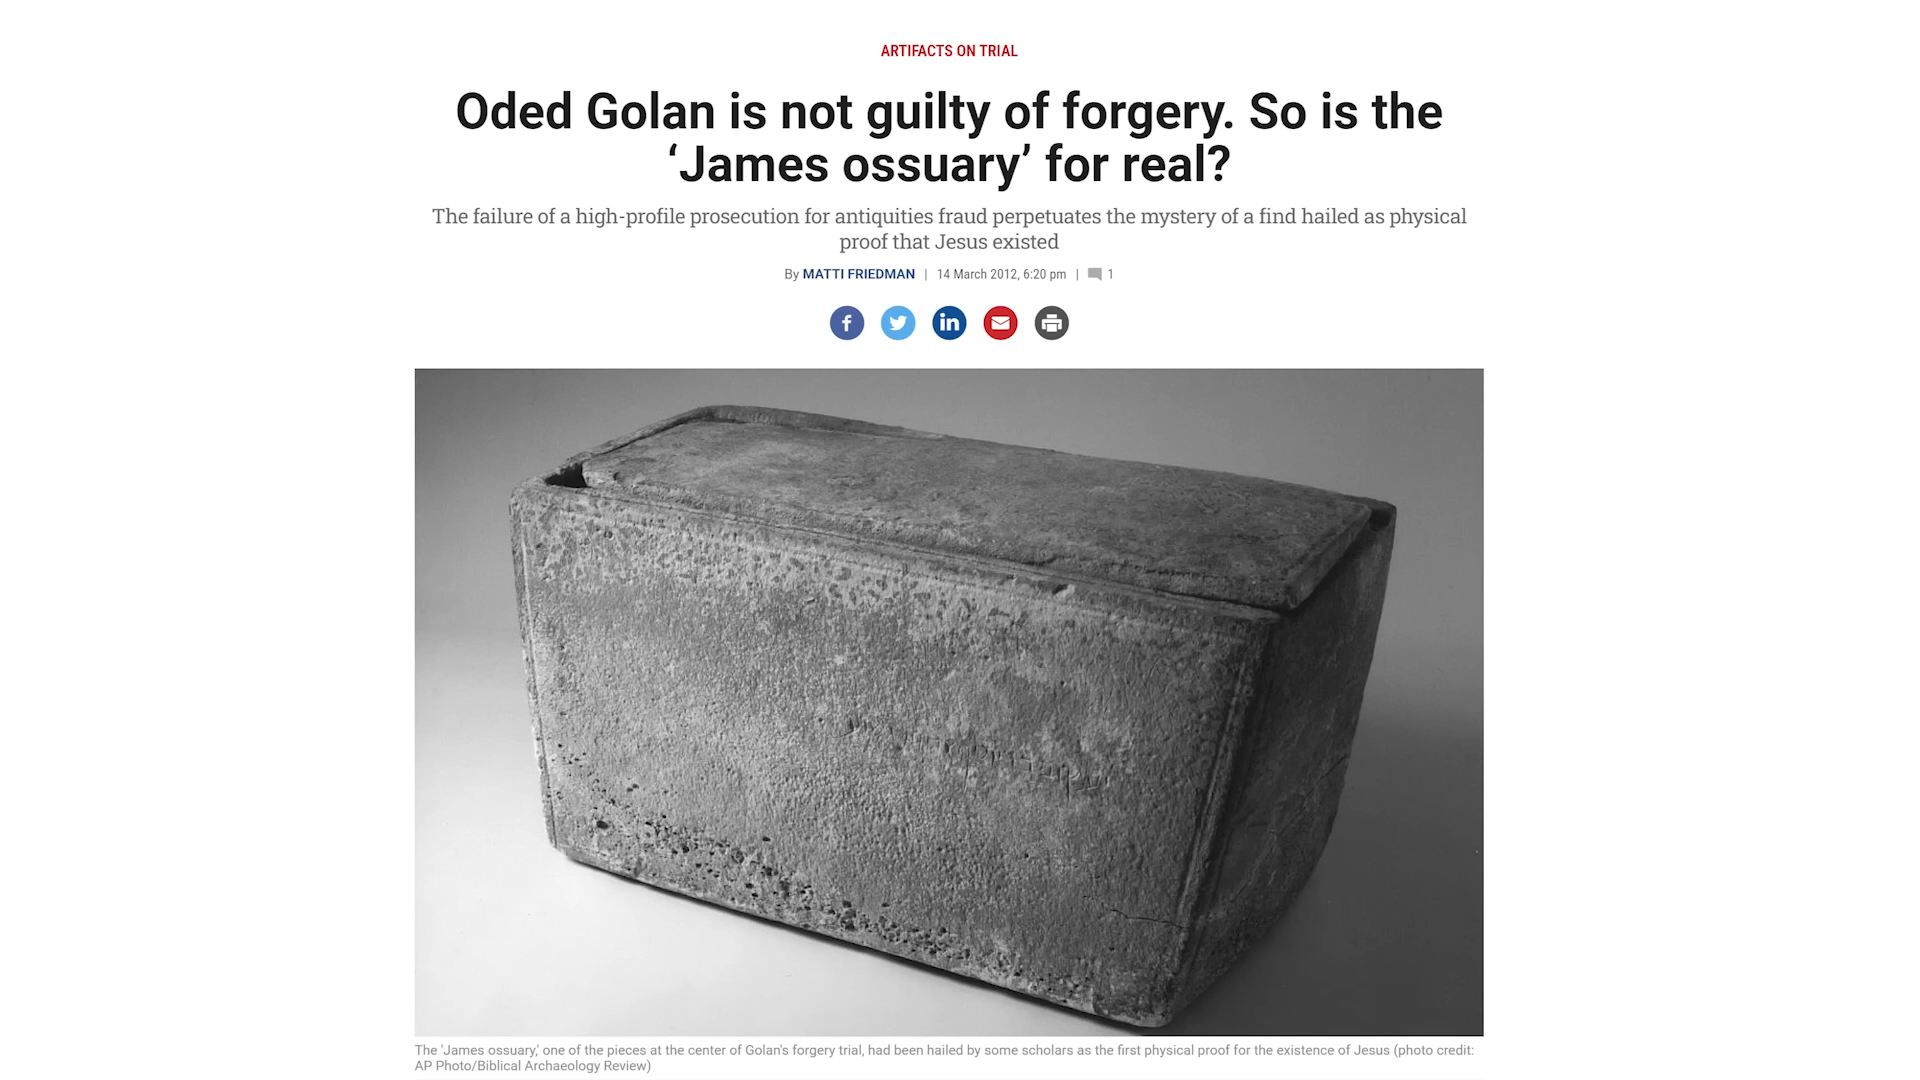 ARTIFACTS ON TRIAL
Oded Golan is not guilty of forgery. So is the
‘James ossuary’ for real?
The failure of a high-profile prosecution for antiquities fraud perpetuates the mystery of a find hailed as physical
proof that Jesus existed
By MATTI FRIEDMAN | 14 March 2012, 6:20 pm | 1
The 'James ossuary,' one of the pieces at the center of Golan's forgery trial, had been hailed by some scholars as the first physical proof for the existence of Jesus (photo credit:
AP Photo/Biblical Archaeology Review)